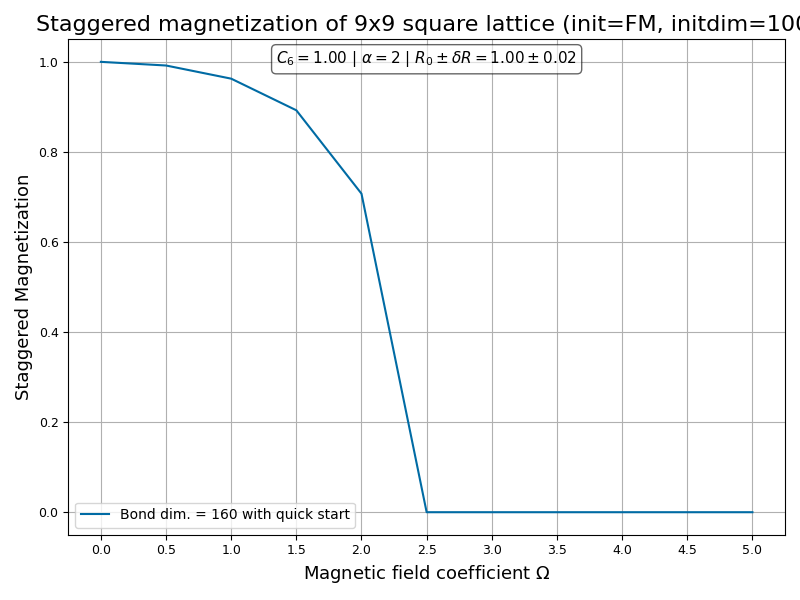 Staggered magnetization of 9x9 square lattice (init=FM, initdim=100
C₆ = 1.00 | α = 2 | R₀ ± δR = 1.00 ± 0.02
Staggered Magnetization
1.0
0.8
0.6
0.4
0.2
0.0
Bond dim. = 160 with quick start
0.0 0.5 1.0 1.5 2.0 2.5 3.0 3.5 4.0 4.5 5.0
Magnetic field coefficient Ω